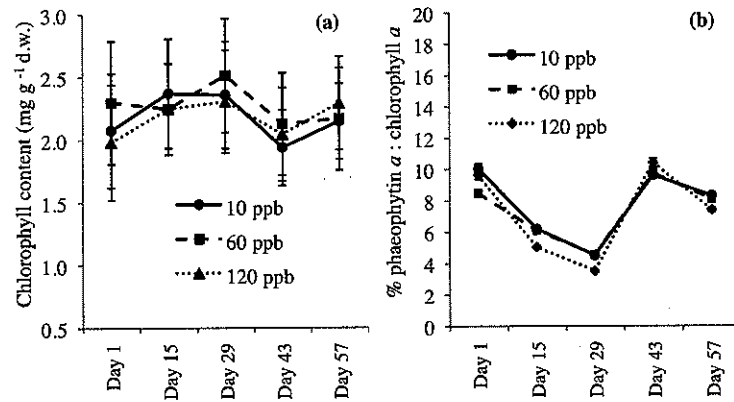 (a)
Chlorophyll content (mg g -1 d.w.)
3.0
2.5
2.0
1.5
1.0
0.5
10 ppb
60 ppb
120 ppb
Day 1
Day 15
Day 29
Day 43
Day 57
(b)
% phaeophytin a : chlorophyll a
20
18
16
14
12
10
8
6
4
2
0
10 ppb
60 ppb
120 ppb
Day 1
Day 15
Day 29
Day 43
Day 57